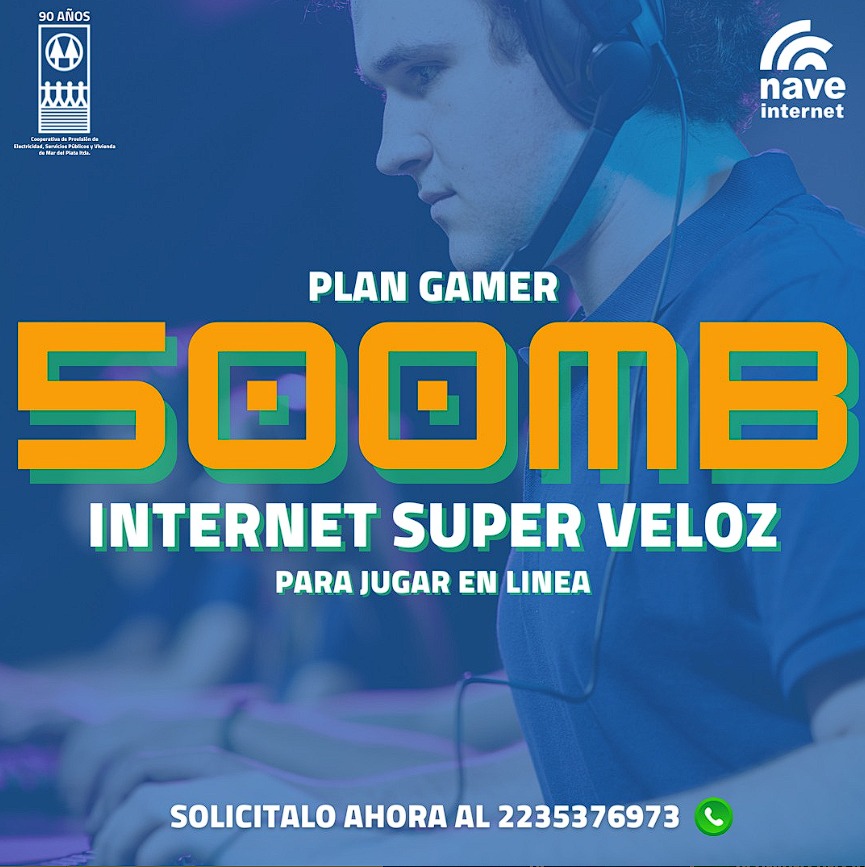 90 AÑOS
Cooperativa de Provisión de
Electricidad, Servicios Públicos y Vivienda
de Mar del Plata ltda.
nave
internet
PLAN GAMER
500MB
INTERNET SUPER VELOZ
PARA JUGAR EN LINEA
SOLICITALO AHORA AL 2235376973